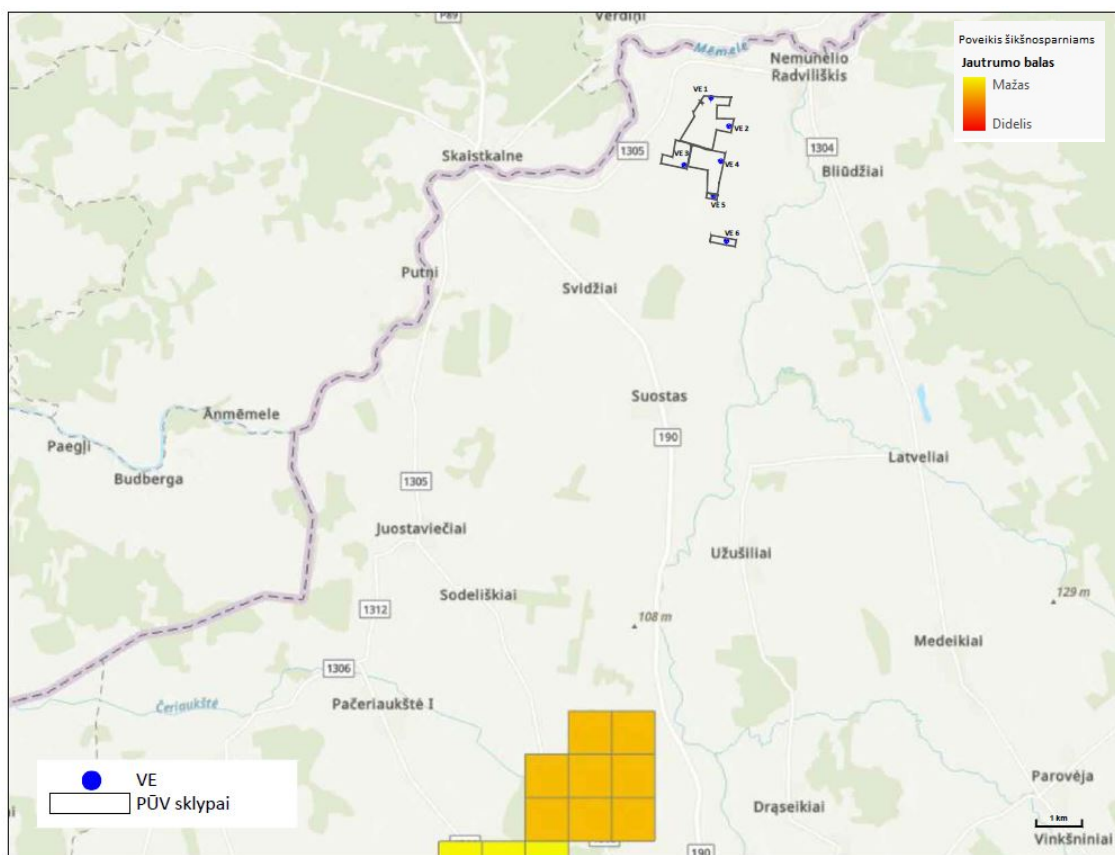 P89
Verdiņi
Mēmele
Nemunėlio
Radviliškis
Poveikis šikšnosparniams
Jautrumo balas
Mažas
Didelis
VE 1
VE 2
1305
VE 3
VE 4
1304
Skaistkalne
Bliūdžiai
VE 5
VE 6
Putņi
Svidžiai
Suostas
Ānmēmele
190
Paegļi
Latveliai
Budberga
1305
Juostaviečiai
Užušiliai
Sodeliškiai
129 m
1312
108 m
Medeikiai
1306
Pačeriaukštė I
Čeriaukštė
VE
PŪV sklypai
Parovėja
Drąseikiai
1 km
Vinkšniniai
190